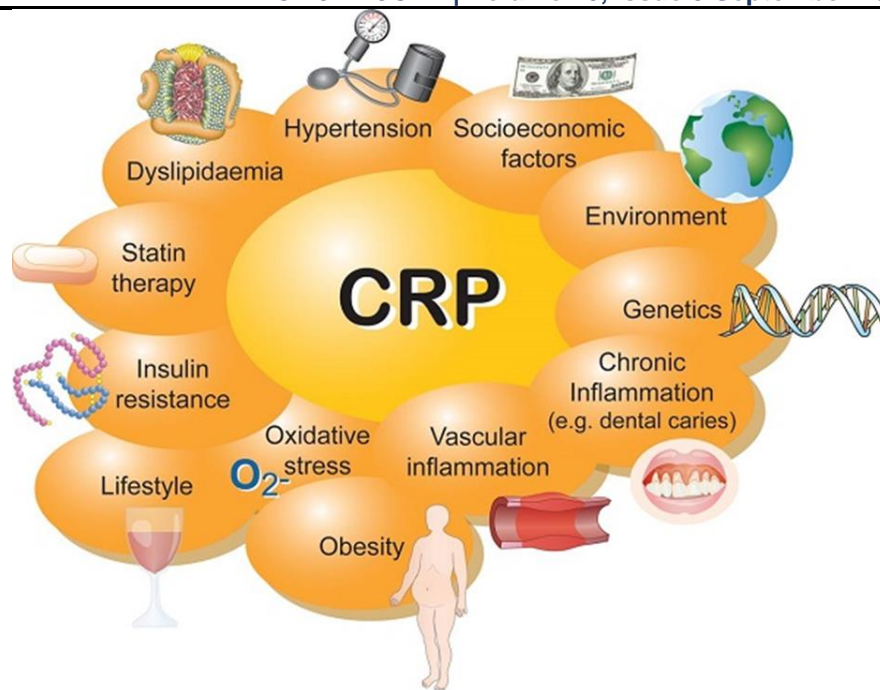 Hypertension
Socioeconomic
factors
Dyslipidaemia
Environment
Statin
therapy
CRP
Genetics
Insulin
resistance
Chronic
Inflammation
(e.g. dental caries)
Oxidative
stress
O2-
Vascular
inflammation
Lifestyle
Obesity